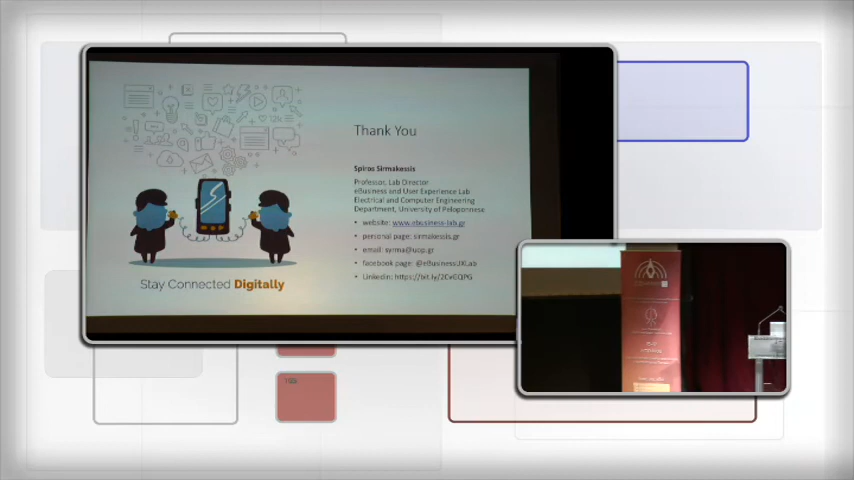 Thank You
Spiros Sirmakessis
Professor, Lab Director
eBusiness and User Experience Lab
Electrical and Computer Engineering
Department, University of Peloponnese
• website: www.ebusiness-lab.gr
• personal page: sirmakessis.gr
• email: syrma@uop.gr
• facebook page: @eBusinessUXLab
• Linkedin:
Stay Connected Digitally